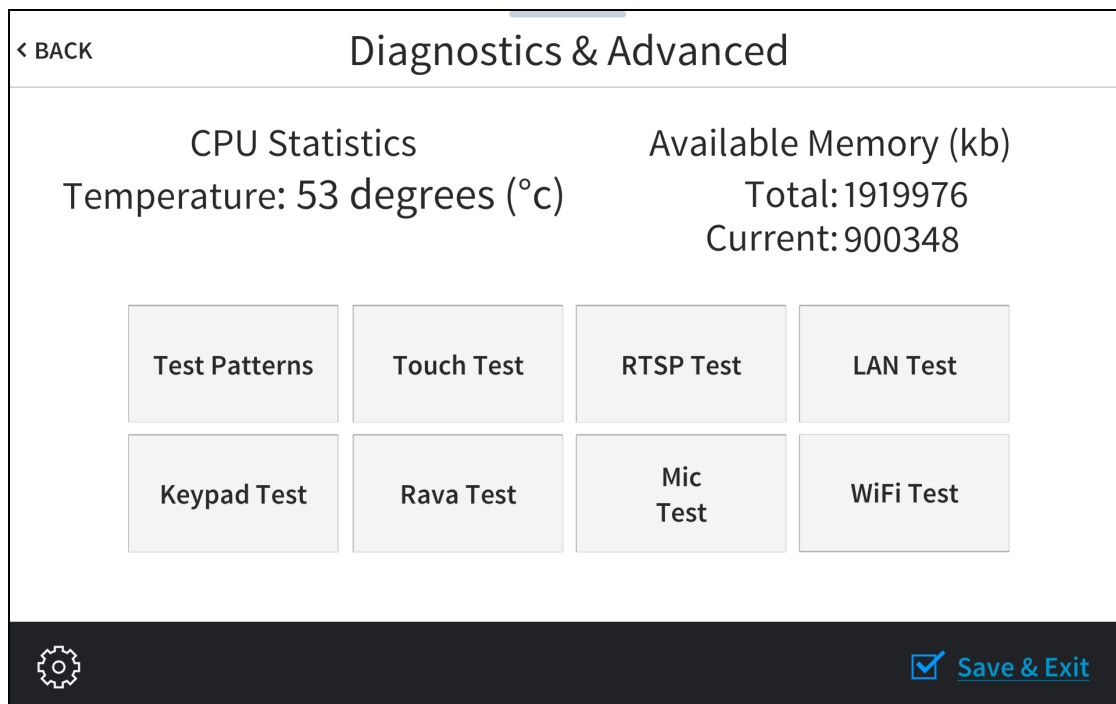 < BACK
Diagnostics & Advanced
CPU Statistics
Temperature: 53 degrees (°c)
Available Memory (kb)
Total: 1919976
Current: 900348
Test Patterns
Touch Test
RTSP Test
LAN Test
Keypad Test
Rava Test
Mic
Test
WiFi Test
Save & Exit